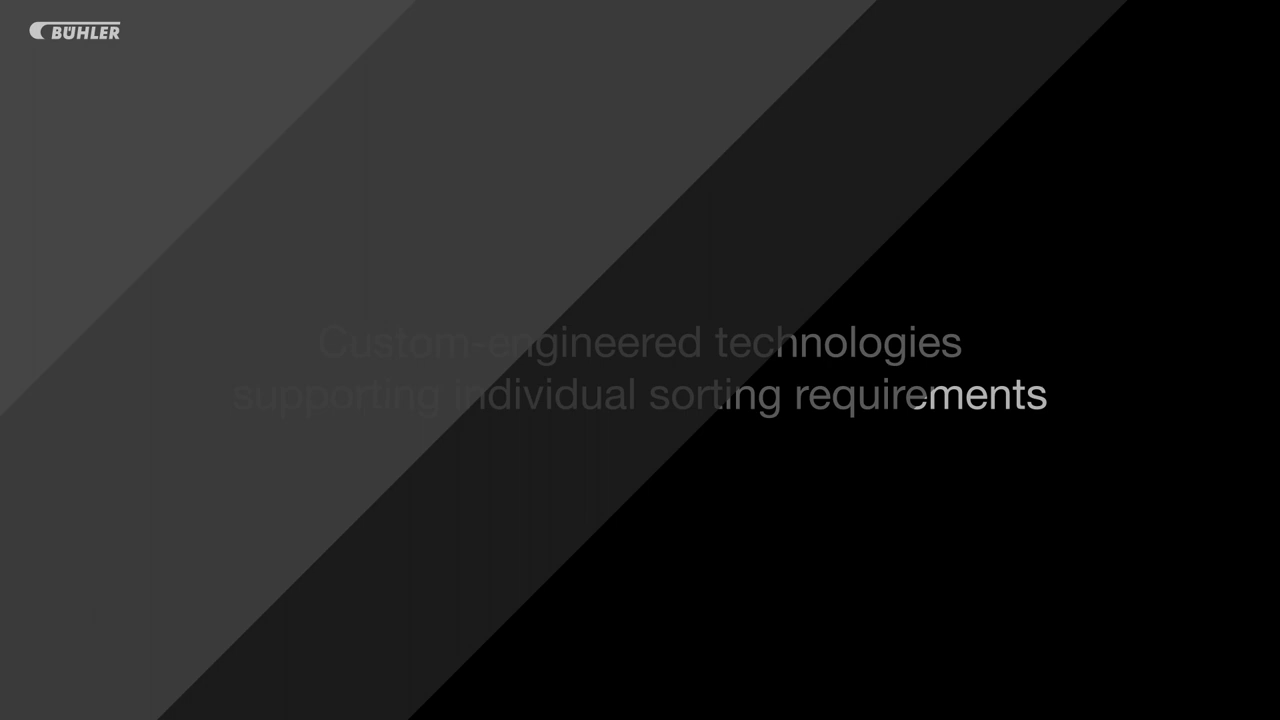 BÜHLER
Custom-engineered technologies
supporting individual sorting requirements